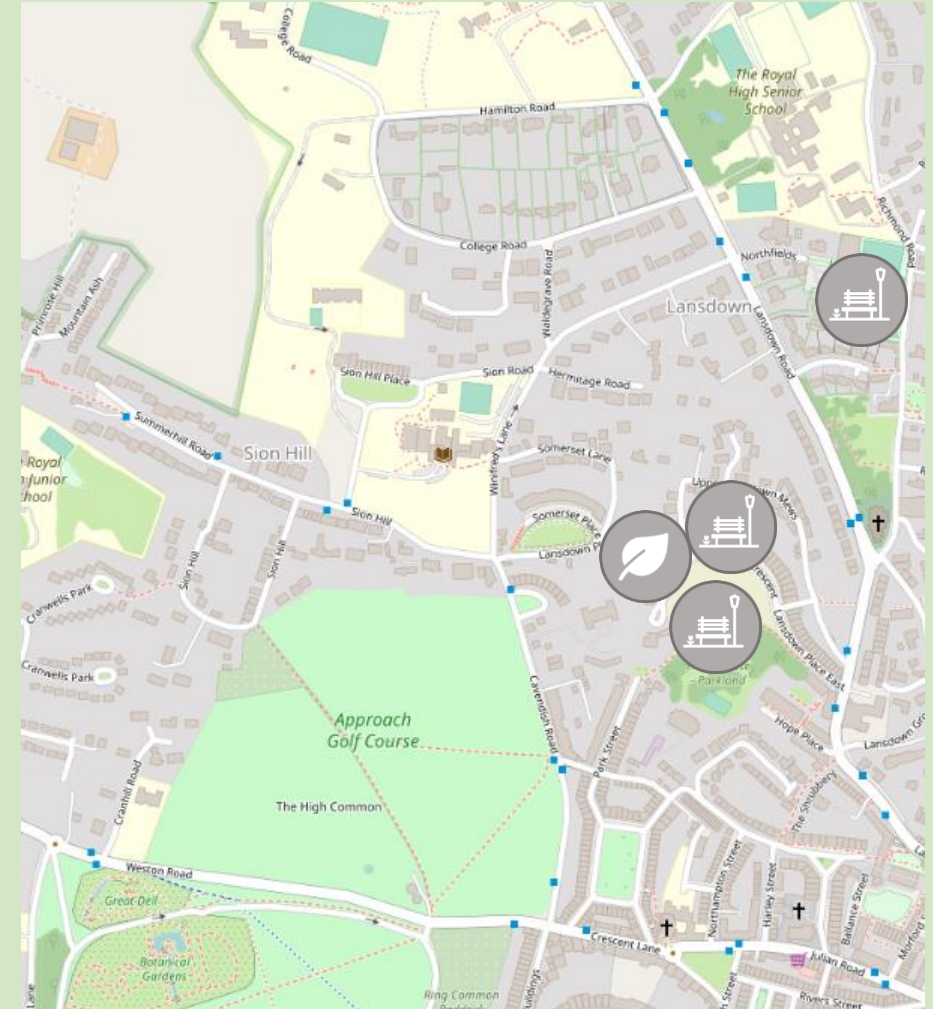 College Road
The Royal
High Senior
School
Hamilton Road
Richmond Road
College Road
Northfields
Primrose Hill
Mountain Ash
Waldegrave Road
Lansdown
Lansdown Road
Sion Hill Place
Sion Road
Hermitage Road
Summerhill Road
Sion Hill
Winifred's Lane
Somerset Lane
Royal
Junior
Sion Hill
Somerset Place
Lansdown
Sion Hill
Sion Hill
Cranwells Park
Lansdown Place East
Cranwells Park
Parkland
Cavendish Road
Approach
Golf Course
Park Street
Hope Place
Lansdown
The Shrubbery
The High Common
Cranhill Road
Weston Road
Northampton Street
Harley Street
Ballance Street
Great Dell
Botanical
Gardens
Crescent Lane
Julian Road
Lane
Ring Common
Rivers Street